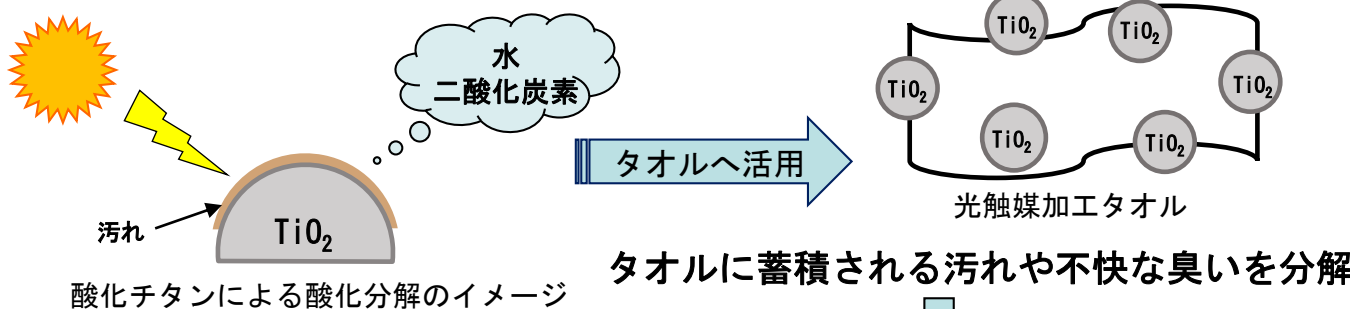 水
二酸化炭素
汚れ
TiO₂
酸化チタンによる酸化分解のイメージ
タオルへ活用
TiO₂
TiO₂
TiO₂
TiO₂
TiO₂
TiO₂
光触媒加工タオル
タオルに蓄積される汚れや不快な臭いを分解